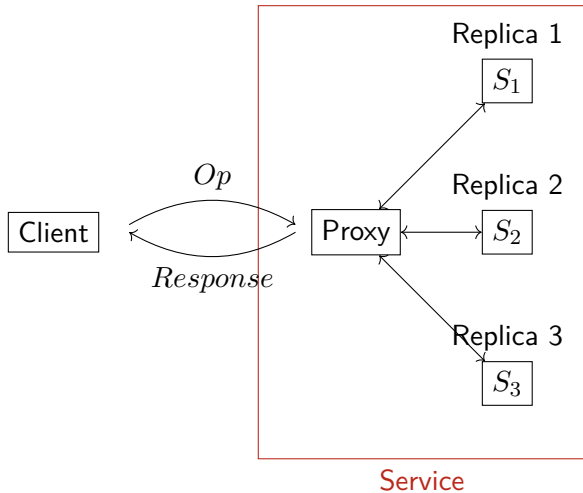 Replica 1
S₁
Op
Replica 2
Client
Proxy
S₂
Response
Replica 3
S₃
Service